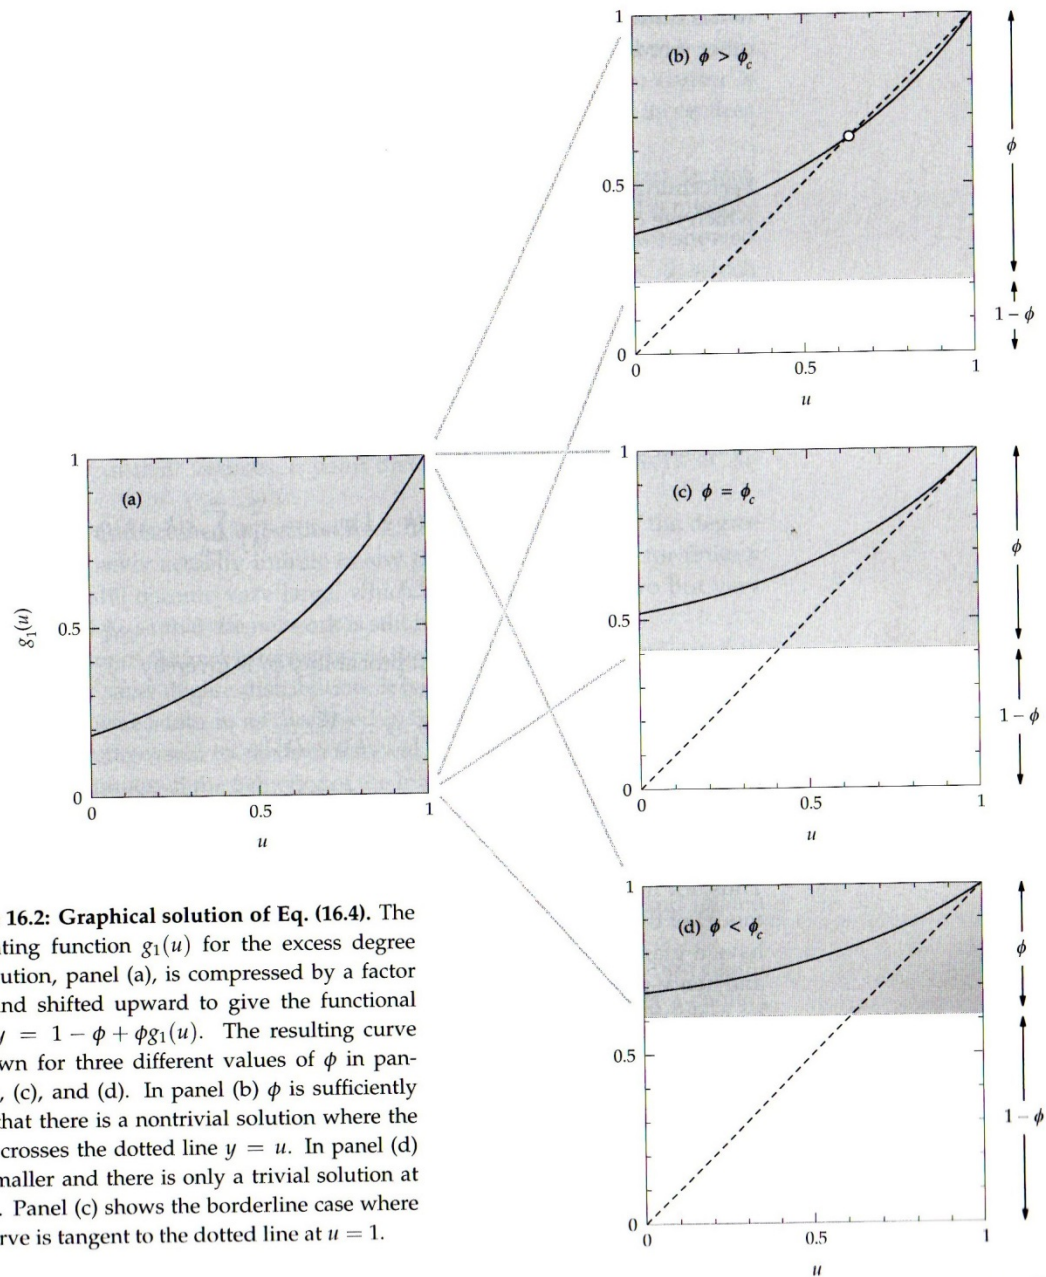 1
(b) ϕ > ϕc
0.5
0
0
0.5
1
u
ϕ
1 − ϕ
1
(a)
g1(u)
0.5
0
0
0.5
1
u
1
(c) ϕ = ϕc
0.5
0
0
0.5
1
u
ϕ
1 − ϕ
1
(d) ϕ < ϕc
0.5
0
0
0.5
1
u
ϕ
1 − ϕ
16.2: Graphical solution of Eq. (16.4). The
ating function g1(u) for the excess degree
ution, panel (a), is compressed by a factor
nd shifted upward to give the functional
y = 1 − ϕ + ϕg1(u). The resulting curve
wn for three different values of ϕ in pan-
, (c), and (d). In panel (b) ϕ is sufficiently
that there is a nontrivial solution where the
crosses the dotted line y = u. In panel (d)
maller and there is only a trivial solution at
. Panel (c) shows the borderline case where
rve is tangent to the dotted line at u = 1.